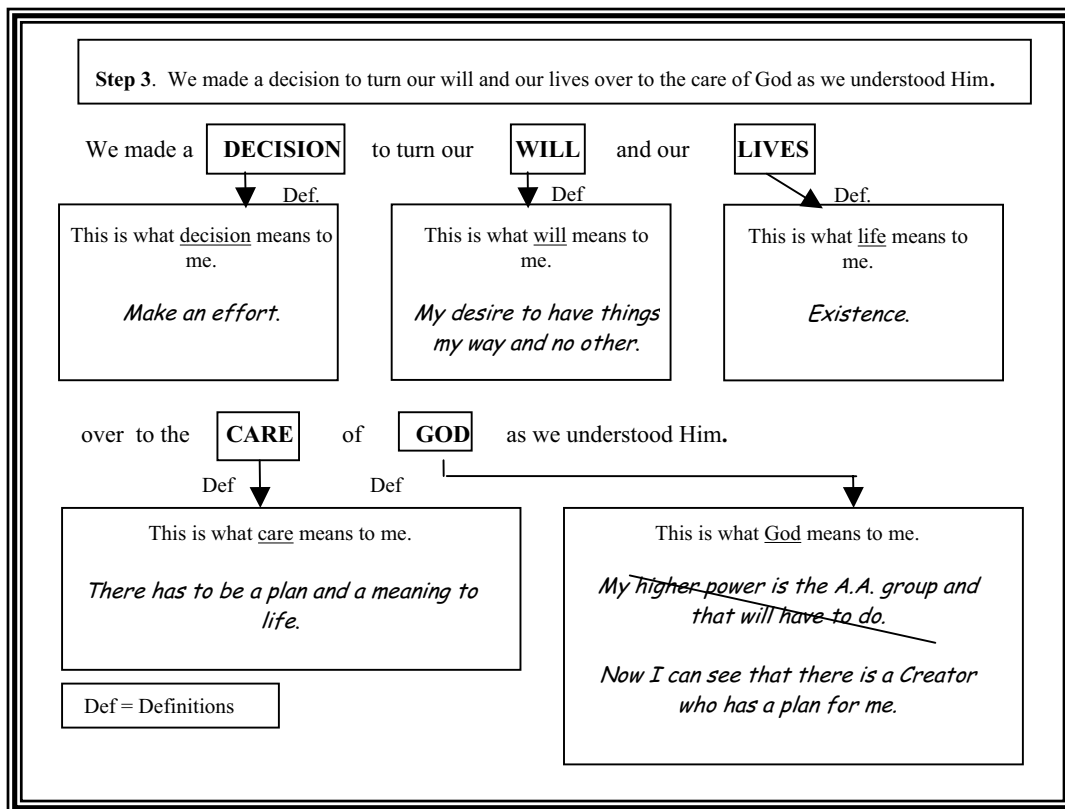 Step 3. We made a decision to turn our will and our lives over to the care of God as we understood Him.
We made a DECISION to turn our WILL and our LIVES
Def. Def Def.
This is what decision means to
me.
Make an effort.
This is what will means to
me.
My desire to have things
my way and no other.
This is what life means to
me.
Existence.
over to the CARE of GOD as we understood Him.
Def Def
This is what care means to me.
There has to be a plan and a meaning to
life.
This is what God means to me.
My higher power is the A.A. group and
that will have to do.
Now I can see that there is a Creator
who has a plan for me.
Def = Definitions